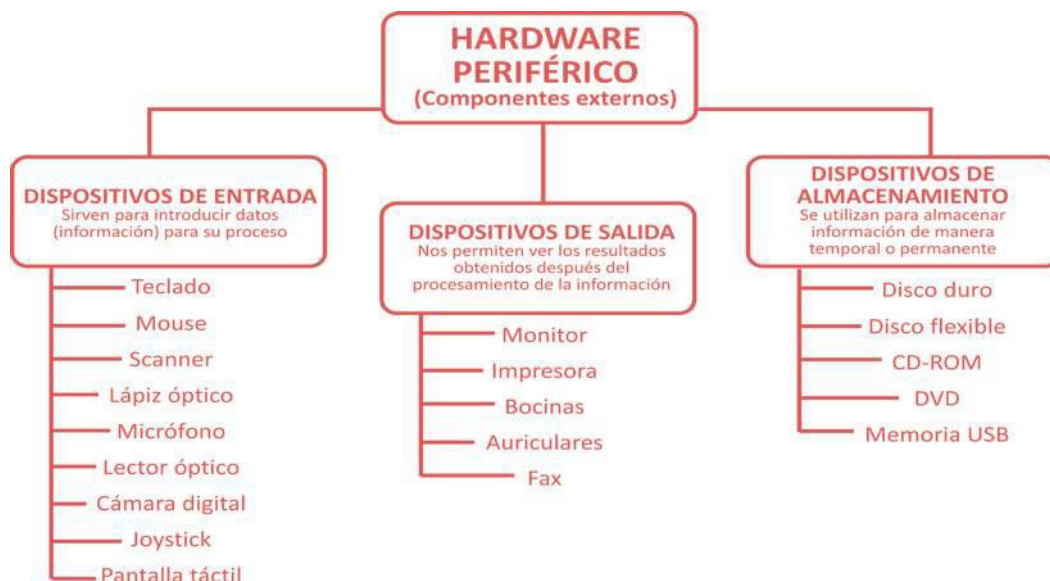 HARDWARE
PERIFÉRICO
(Componentes externos)
DISPOSITIVOS DE ENTRADA
Sirven para introducir datos
(información) para su proceso
Teclado
Mouse
Scanner
Lápiz óptico
Micrófono
Lector óptico
Cámara digital
Joystick
Pantalla táctil
DISPOSITIVOS DE SALIDA
Nos permiten ver los resultados
obtenidos después del
procesamiento de la información
Monitor
Impresora
Bocinas
Auriculares
Fax
DISPOSITIVOS DE
ALMACENAMIENTO
Se utilizan para almacenar
información de manera
temporal o permanente
Disco duro
Disco flexible
CD-ROM
DVD
Memoria USB